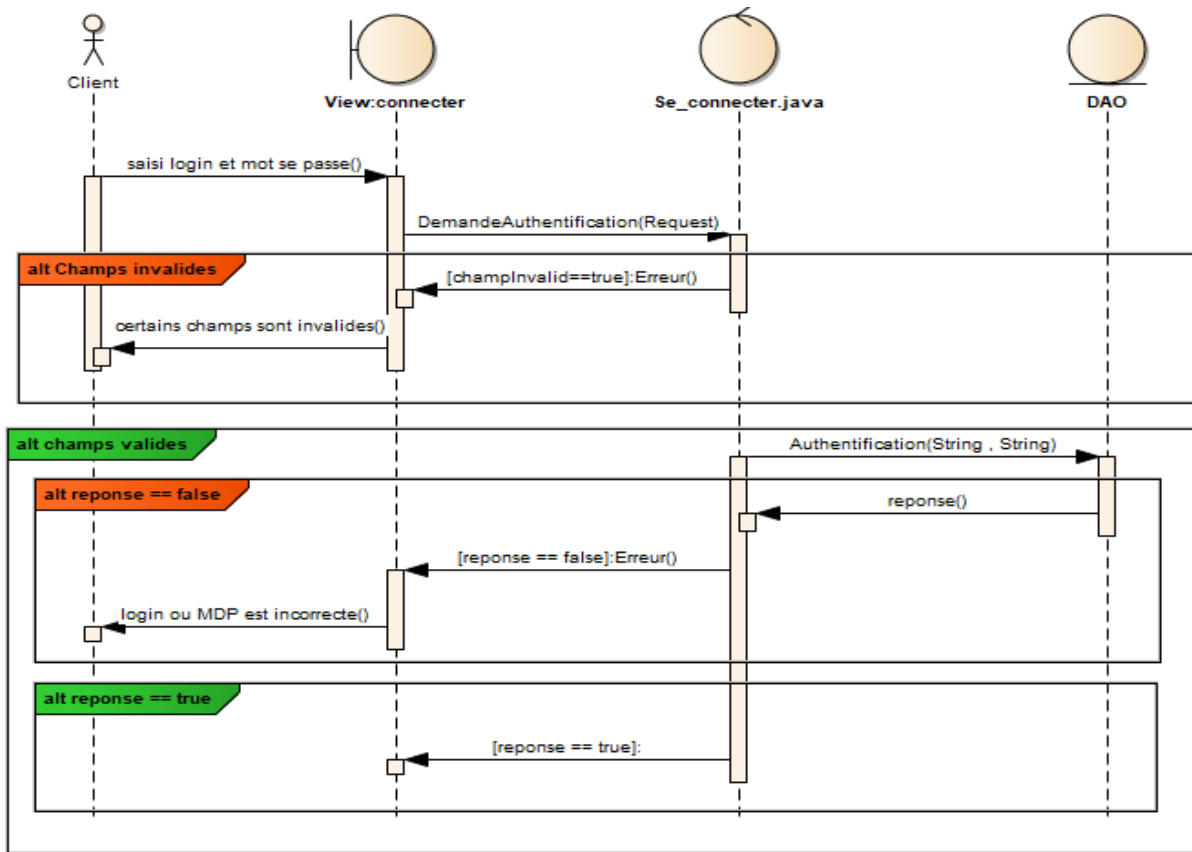 Client
View:connecter
Se_connecter.java
DAO
saisi login et mot se passe()
DemandeAuthentification(Request)
alt Champs invalides
[champInvalid==true]:Erreur()
certains champs sont invalides()
alt champs valides
Authentification(String , String)
alt reponse == false
reponse()
[reponse == false]:Erreur()
login ou MDP est incorrecte()
alt reponse == true
[reponse == true]: